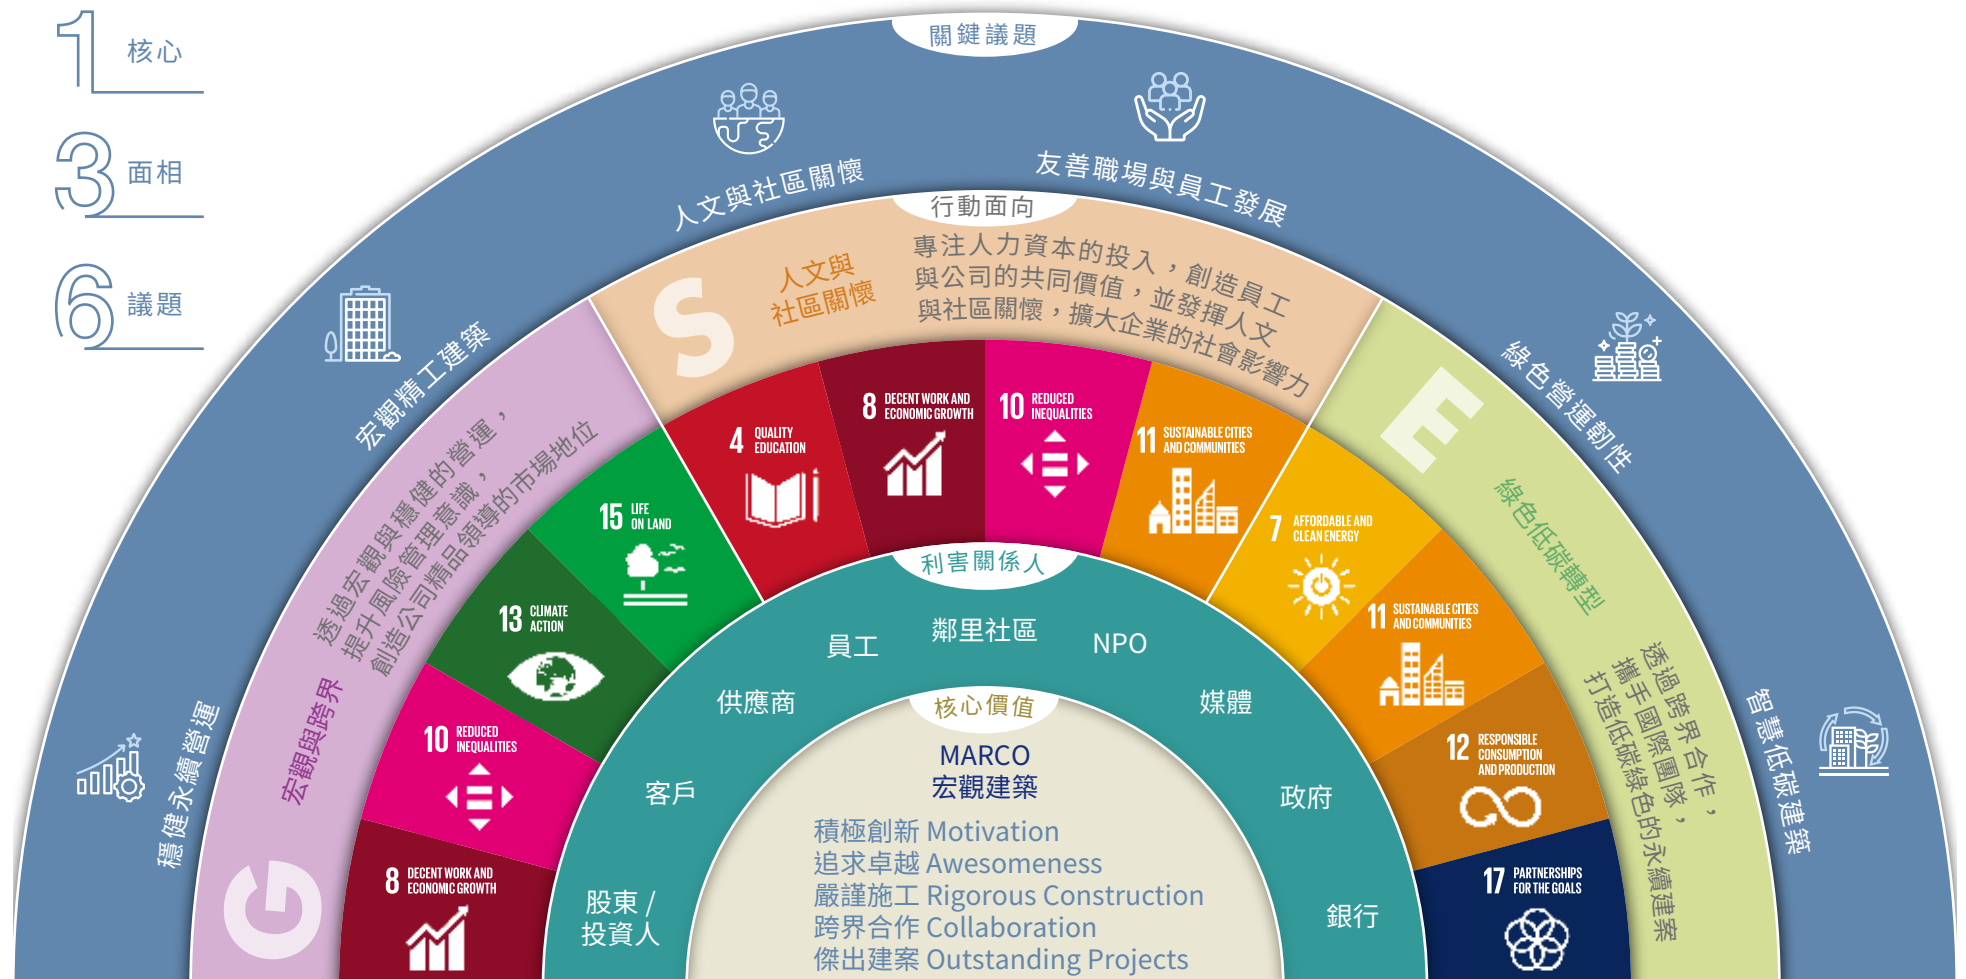 1 核心
3 面相
6 議題
關鍵議題
穩健永續營運
宏觀精工建築
人文與社區關懷
友善職場與員工發展
綠色營運韌性
智慧低碳建築
行動面向
G
宏觀與跨界
透過宏觀與穩健的營運，
提升風險管理意識，
創造公司精品領導的市場地位
S
人文與
社區關懷
專注人力資本的投入，創造員工
與公司的共同價值，並發揮人文
與社區關懷，擴大企業的社會影響力
E
綠色低碳轉型
透過跨界合作，
攜手國際團隊，
打造低碳綠色的永續建案
8 DECENT WORK AND
ECONOMIC GROWTH
10 REDUCED
INEQUALITIES
13 CLIMATE
ACTION
15 LIFE
ON LAND
4 QUALITY
EDUCATION
8 DECENT WORK AND
ECONOMIC GROWTH
10 REDUCED
INEQUALITIES
11 SUSTAINABLE CITIES
AND COMMUNITIES
7 AFFORDABLE AND
CLEAN ENERGY
11 SUSTAINABLE CITIES
AND COMMUNITIES
12 RESPONSIBLE
CONSUMPTION
AND PRODUCTION
17 PARTNERSHIPS
FOR THE GOALS
利害關係人
股東 /
投資人
客戶
供應商
員工
鄰里社區
NPO
媒體
政府
銀行
核心價值
MARCO
宏觀建築
積極創新 Motivation
追求卓越 Awesomeness
嚴謹施工 Rigorous Construction
跨界合作 Collaboration
傑出建案 Outstanding Projects